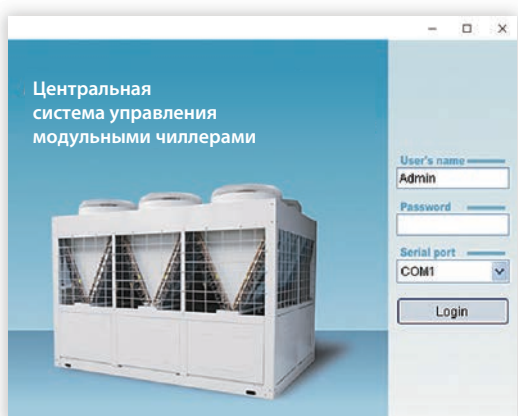 Центральная
система управления
модульными чиллерами
User's name
Admin
Password
Serial port
COM1
Login